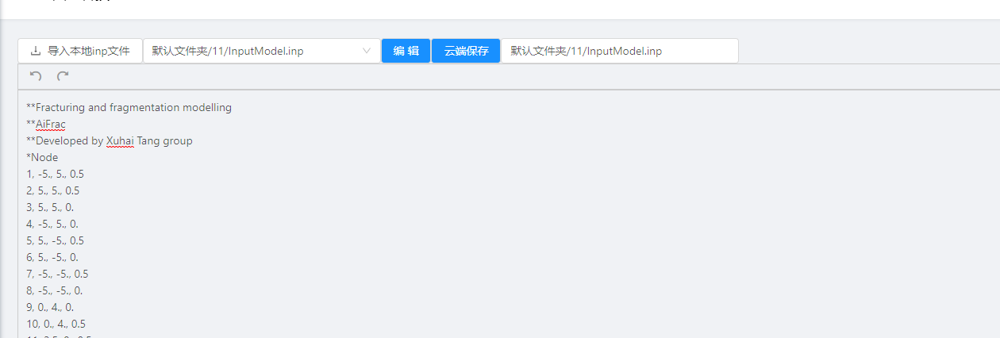 导入本地inp文件 默认文件夹/11/InputModel.inp 编 辑 云端保存 默认文件夹/11/InputModel.inp
**Fracturing and fragmentation modelling
**AiFrac
**Developed by Xuhai Tang group
*Node
1, -5., 5., 0.5
2, 5., 5., 0.5
3, 5., 5., 0.
4, -5., 5., 0.
5, 5., -5., 0.5
6, 5., -5., 0.
7, -5., -5., 0.5
8, -5., -5., 0.
9, 0., 4., 0.
10, 0., 4., 0.5